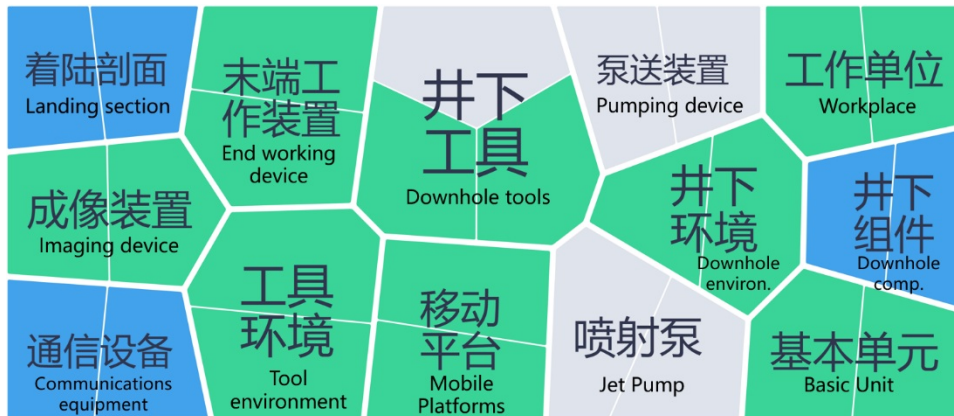 着陆剖面
Landing section
末端工
作装置
End working
device
井下
工具
Downhole tools
泵送装置
Pumping device
工作单位
Workplace
成像装置
Imaging device
井下
环境
Downhole
environ.
井下
组件
Downhole
comp.
通信设备
Communications
equipment
工具
环境
Tool
environment
移动
平台
Mobile
Platforms
喷射泵
Jet Pump
基本单元
Basic Unit